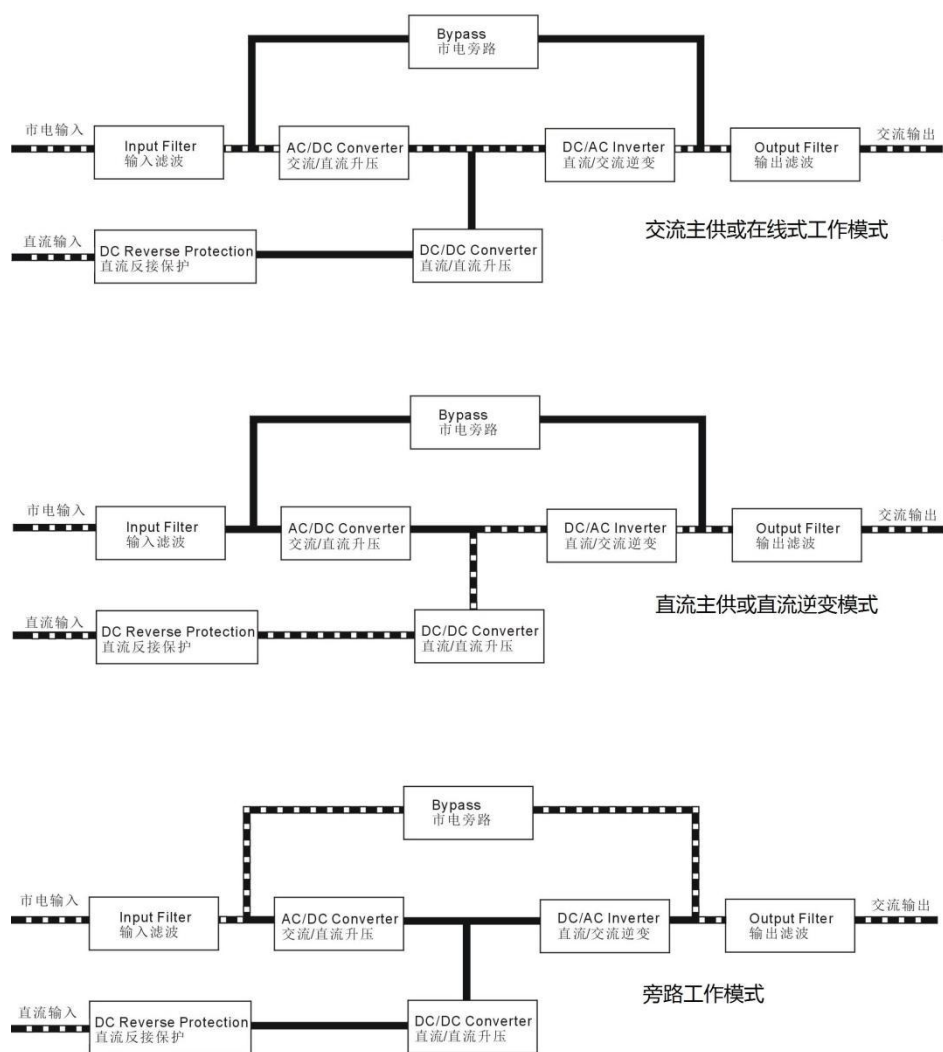 Bypass
市电旁路
市电输入
Input Filter
输入滤波
AC/DC Converter
交流/直流升压
DC/AC Inverter
直流/交流逆变
Output Filter
输出滤波
交流输出
直流输入
DC Reverse Protection
直流反接保护
DC/DC Converter
直流/直流升压
交流主供或在线式工作模式
Bypass
市电旁路
市电输入
Input Filter
输入滤波
AC/DC Converter
交流/直流升压
DC/AC Inverter
直流/交流逆变
Output Filter
输出滤波
交流输出
直流输入
DC Reverse Protection
直流反接保护
DC/DC Converter
直流/直流升压
直流主供或直流逆变模式
Bypass
市电旁路
市电输入
Input Filter
输入滤波
AC/DC Converter
交流/直流升压
DC/AC Inverter
直流/交流逆变
Output Filter
输出滤波
交流输出
直流输入
DC Reverse Protection
直流反接保护
DC/DC Converter
直流/直流升压
旁路工作模式